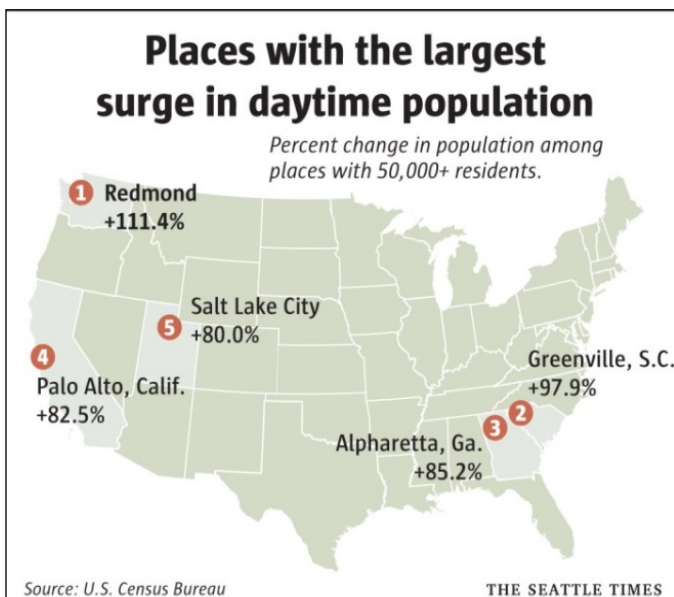 Places with the largest
surge in daytime population
Percent change in population among
places with 50,000+ residents.
1 Redmond
+111.4%
5 Salt Lake City
+80.0%
4
Palo Alto, Calif.
+82.5%
Greenville, S.C.
+97.9%
2
3
Alpharetta, Ga.
+85.2%
Source: U.S. Census Bureau
THE SEATTLE TIMES